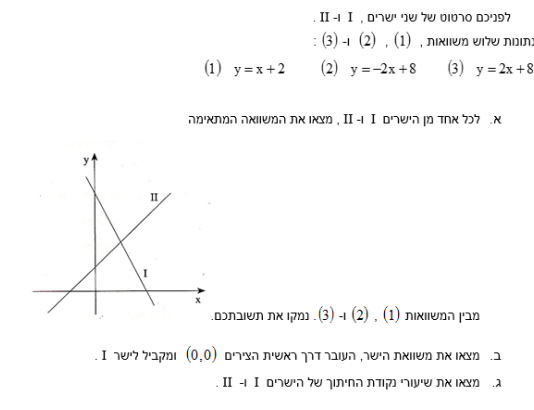 לפניכם סרטוט של שני ישרים , I ו- II .
נתונות שלוש משוואות , (1) , (2) ו- (3) :
(1) y = x + 2 (2) y = –2x + 8 (3) y = 2x + 8
א. לכל אחד מן הישרים I ו- II , מצאו את המשוואה המתאימה
y
II
I
x
מבין המשוואות (1) , (2) ו- (3) . נמקו את תשובתכם.
ב. מצאו את משוואת הישר, העובר דרך ראשית הצירים (0,0) ומקביל לישר I .
ג. מצאו את שיעורי נקודת החיתוך של הישרים I ו- II .